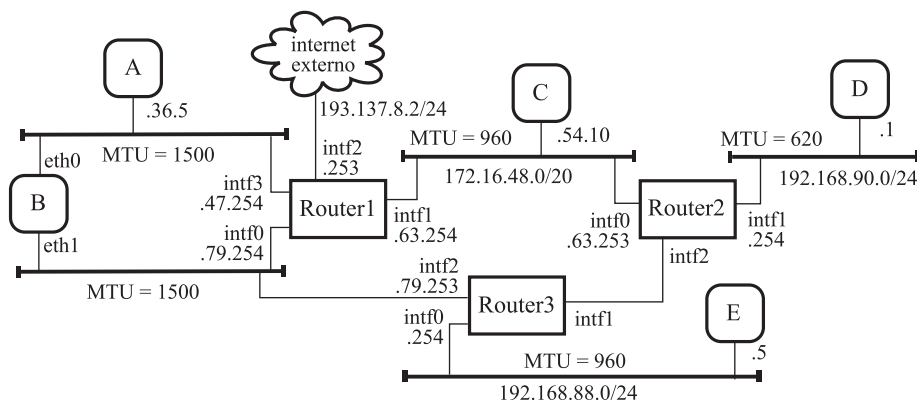 internet
externo
A
C
D
.36.5
193.137.8.2/24
MTU = 960
.54.10
MTU = 620
.1
MTU = 1500
eth0
intf2
.253
172.16.48.0/20
192.168.90.0/24
intf3
.47.254
B
Router1
Router2
intf0
.79.254
intf1
.63.254
intf0
.63.253
intf1
.254
eth1
intf2
MTU = 1500
intf2
.79.253
Router3
intf1
E
intf0
.254
MTU = 960
.5
192.168.88.0/24